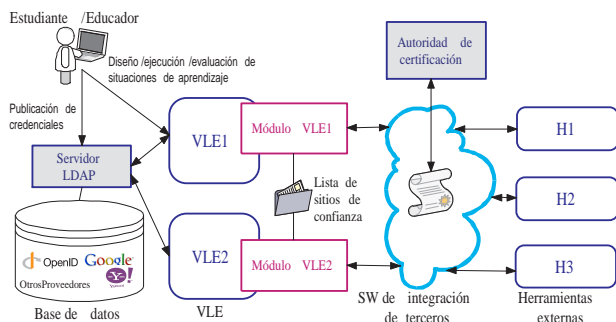 Estudiante /Educador
Diseño /ejecución /evaluación de
situaciones de aprendizaje
Publicación de
credenciales
Servidor
LDAP
OpenID
Google
Y!
OtrosProveedores
Base de datos
VLE1
Módulo VLE1
Lista de
sitios de
confianza
VLE2
Módulo VLE2
VLE
Autoridad de
certificación
SW de integración
de terceros
H1
H2
H3
Herramientas
externas